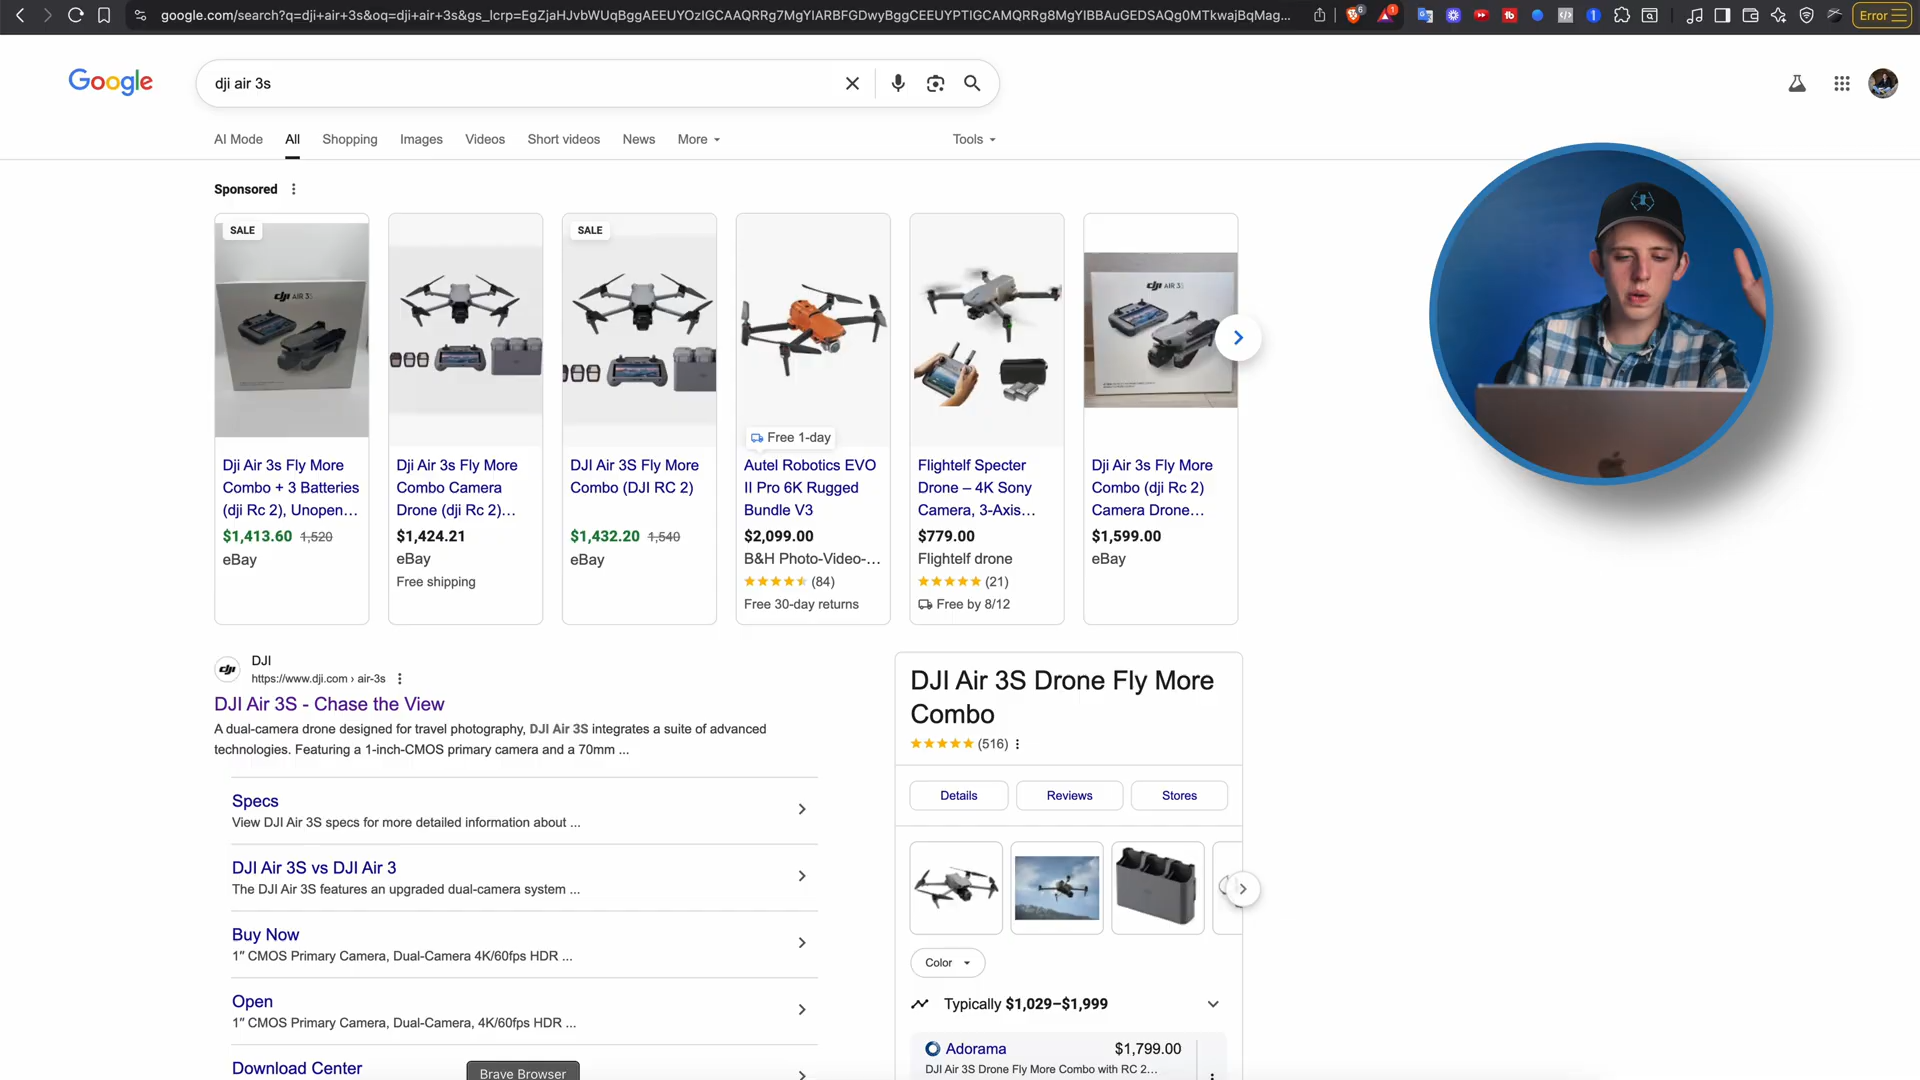 google.com/search?q=dji+air+3s&oq=dji+air+3s&gs_lcrp=EgZjaHJvbWUqBggAEEUYOzIGCAAQRRg7MgYIARBFGDwyBggCEEUYPTIGCAMQRRg8MgYIBBAuGEDSAQg0MTkwajBqMag...
Error
Google
dji air 3s
AI Mode
All
Shopping
Images
Videos
Short videos
News
More
Tools
Sponsored
SALE
SALE
dji AIR 3S
dji AIR 3S
Free 1-day
Dji Air 3s Fly More
Combo + 3 Batteries
(dji Rc 2), Unopen...
$1,413.60 1,520
eBay
Dji Air 3s Fly More
Combo Camera
Drone (dji Rc 2)...
$1,424.21
eBay
Free shipping
DJI Air 3S Fly More
Combo (DJI RC 2)
$1,432.20 1,540
eBay
Autel Robotics EVO
II Pro 6K Rugged
Bundle V3
$2,099.00
B&H Photo-Video-...
(84)
Free 30-day returns
Flightelf Specter
Drone – 4K Sony
Camera, 3-Axis...
$779.00
Flightelf drone
(21)
Free by 8/12
Dji Air 3s Fly More
Combo (dji Rc 2)
Camera Drone...
$1,599.00
eBay
dji
DJI
https://www.dji.com › air-3s
DJI Air 3S - Chase the View
A dual-camera drone designed for travel photography, DJI Air 3S integrates a suite of advanced
technologies. Featuring a 1-inch-CMOS primary camera and a 70mm ...
Specs
View DJI Air 3S specs for more detailed information about ...
DJI Air 3S vs DJI Air 3
The DJI Air 3S features an upgraded dual-camera system ...
Buy Now
1″ CMOS Primary Camera, Dual-Camera 4K/60fps HDR ...
Open
1″ CMOS Primary Camera, Dual-Camera, 4K/60fps HDR ...
Download Center
Brave Browser
DJI Air 3S Drone Fly More
Combo
(516)
Details
Reviews
Stores
Color
Typically $1,029–$1,999
Adorama
$1,799.00
DJI Air 3S Drone Fly More Combo with RC 2...